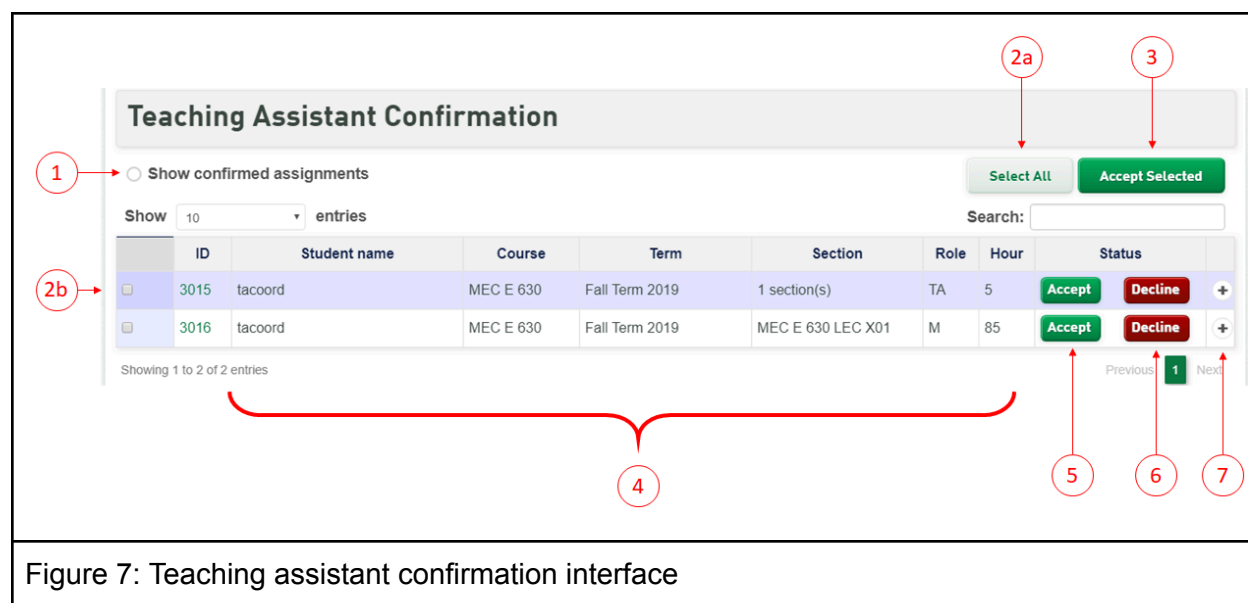 2a 3
Teaching Assistant Confirmation
1 Show confirmed assignments Select All Accept Selected
Show 10 entries Search:
ID Student name Course Term Section Role Hour Status
2b 3015 tacoord MEC E 630 Fall Term 2019 1 section(s) TA 5 Accept Decline +
3016 tacoord MEC E 630 Fall Term 2019 MEC E 630 LEC X01 M 85 Accept Decline +
Showing 1 to 2 of 2 entries Previous 1 Next
4 5 6 7
Figure 7: Teaching assistant confirmation interface